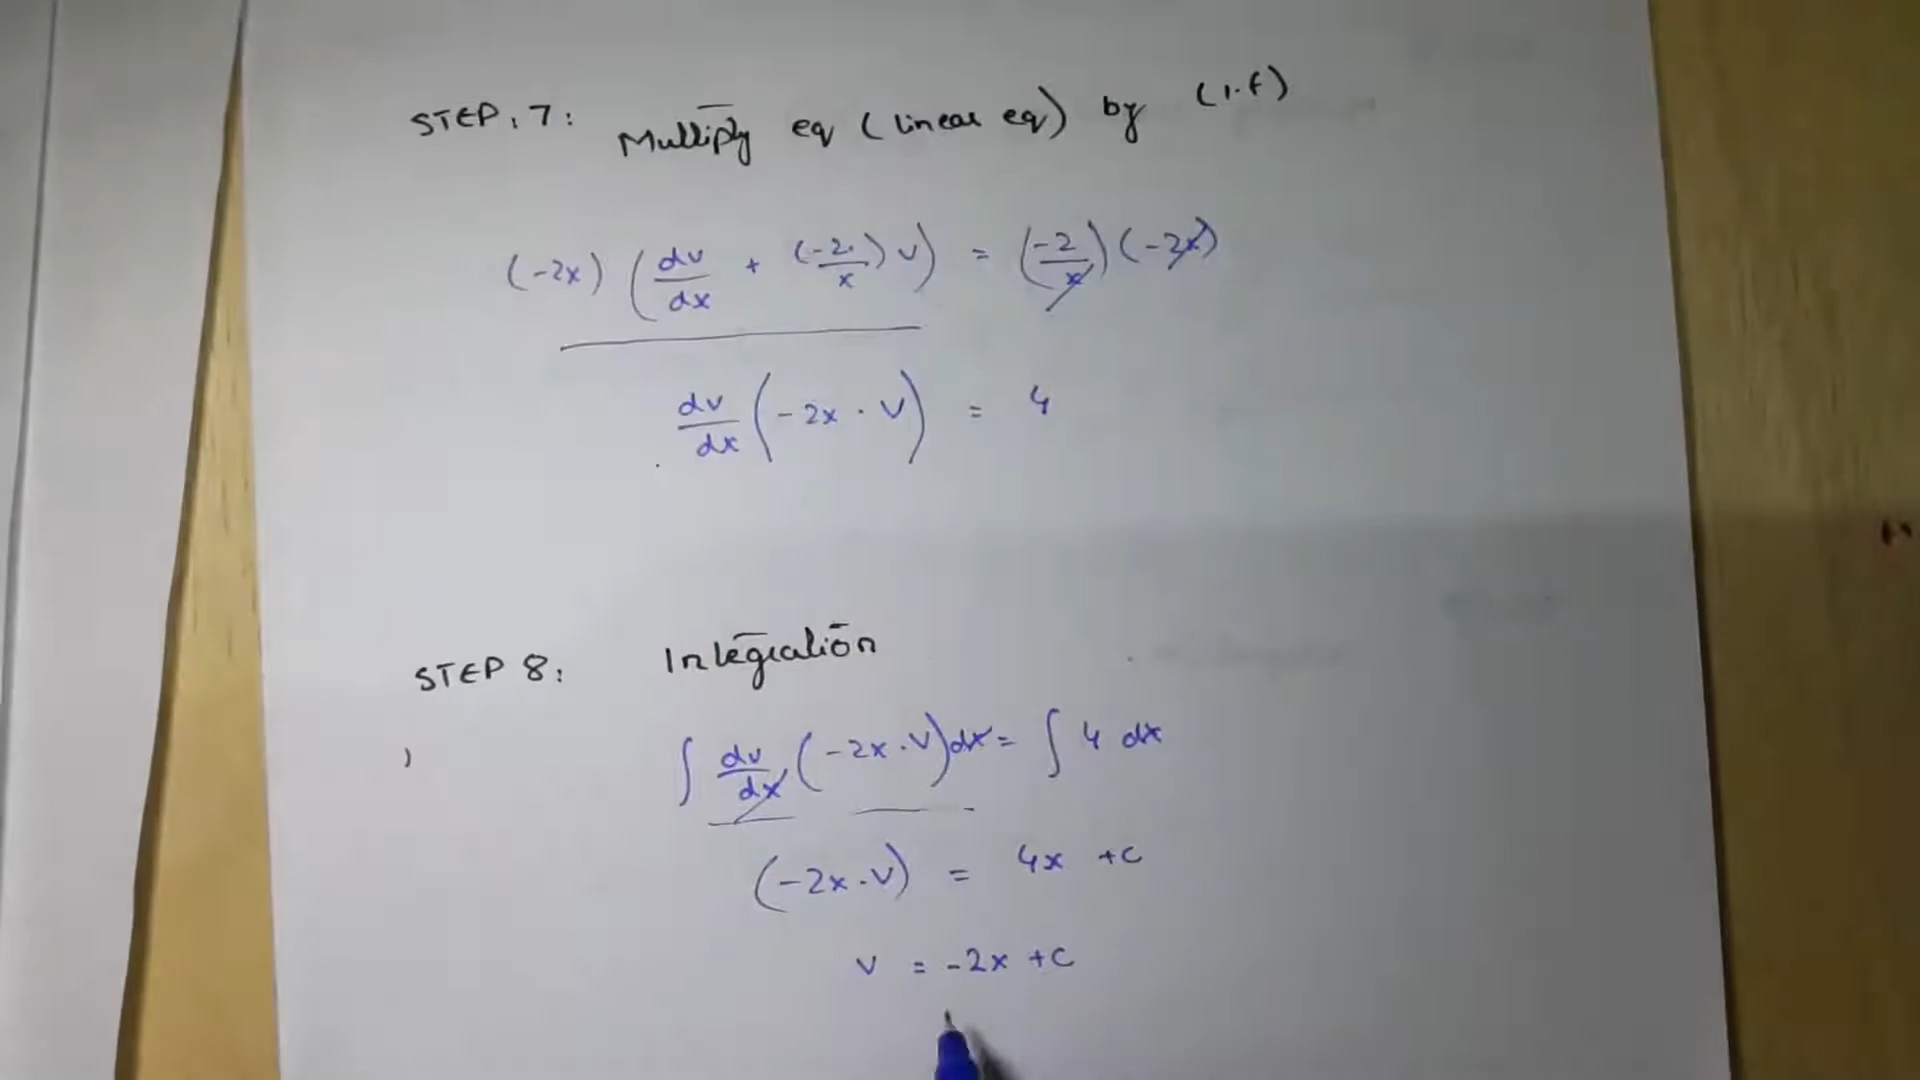 STEP. 7: Multiply eq (linear eq) by (I.f)
(-2x) (dv/dx + (-2/x) v) = (-2/x) (-2x)
dv/dx (-2x . v) = 4
STEP 8: Integration
∫ dv/dx (-2x . v) dx = ∫ 4 dx
(-2x . v) = 4x + c
v = -2x + c